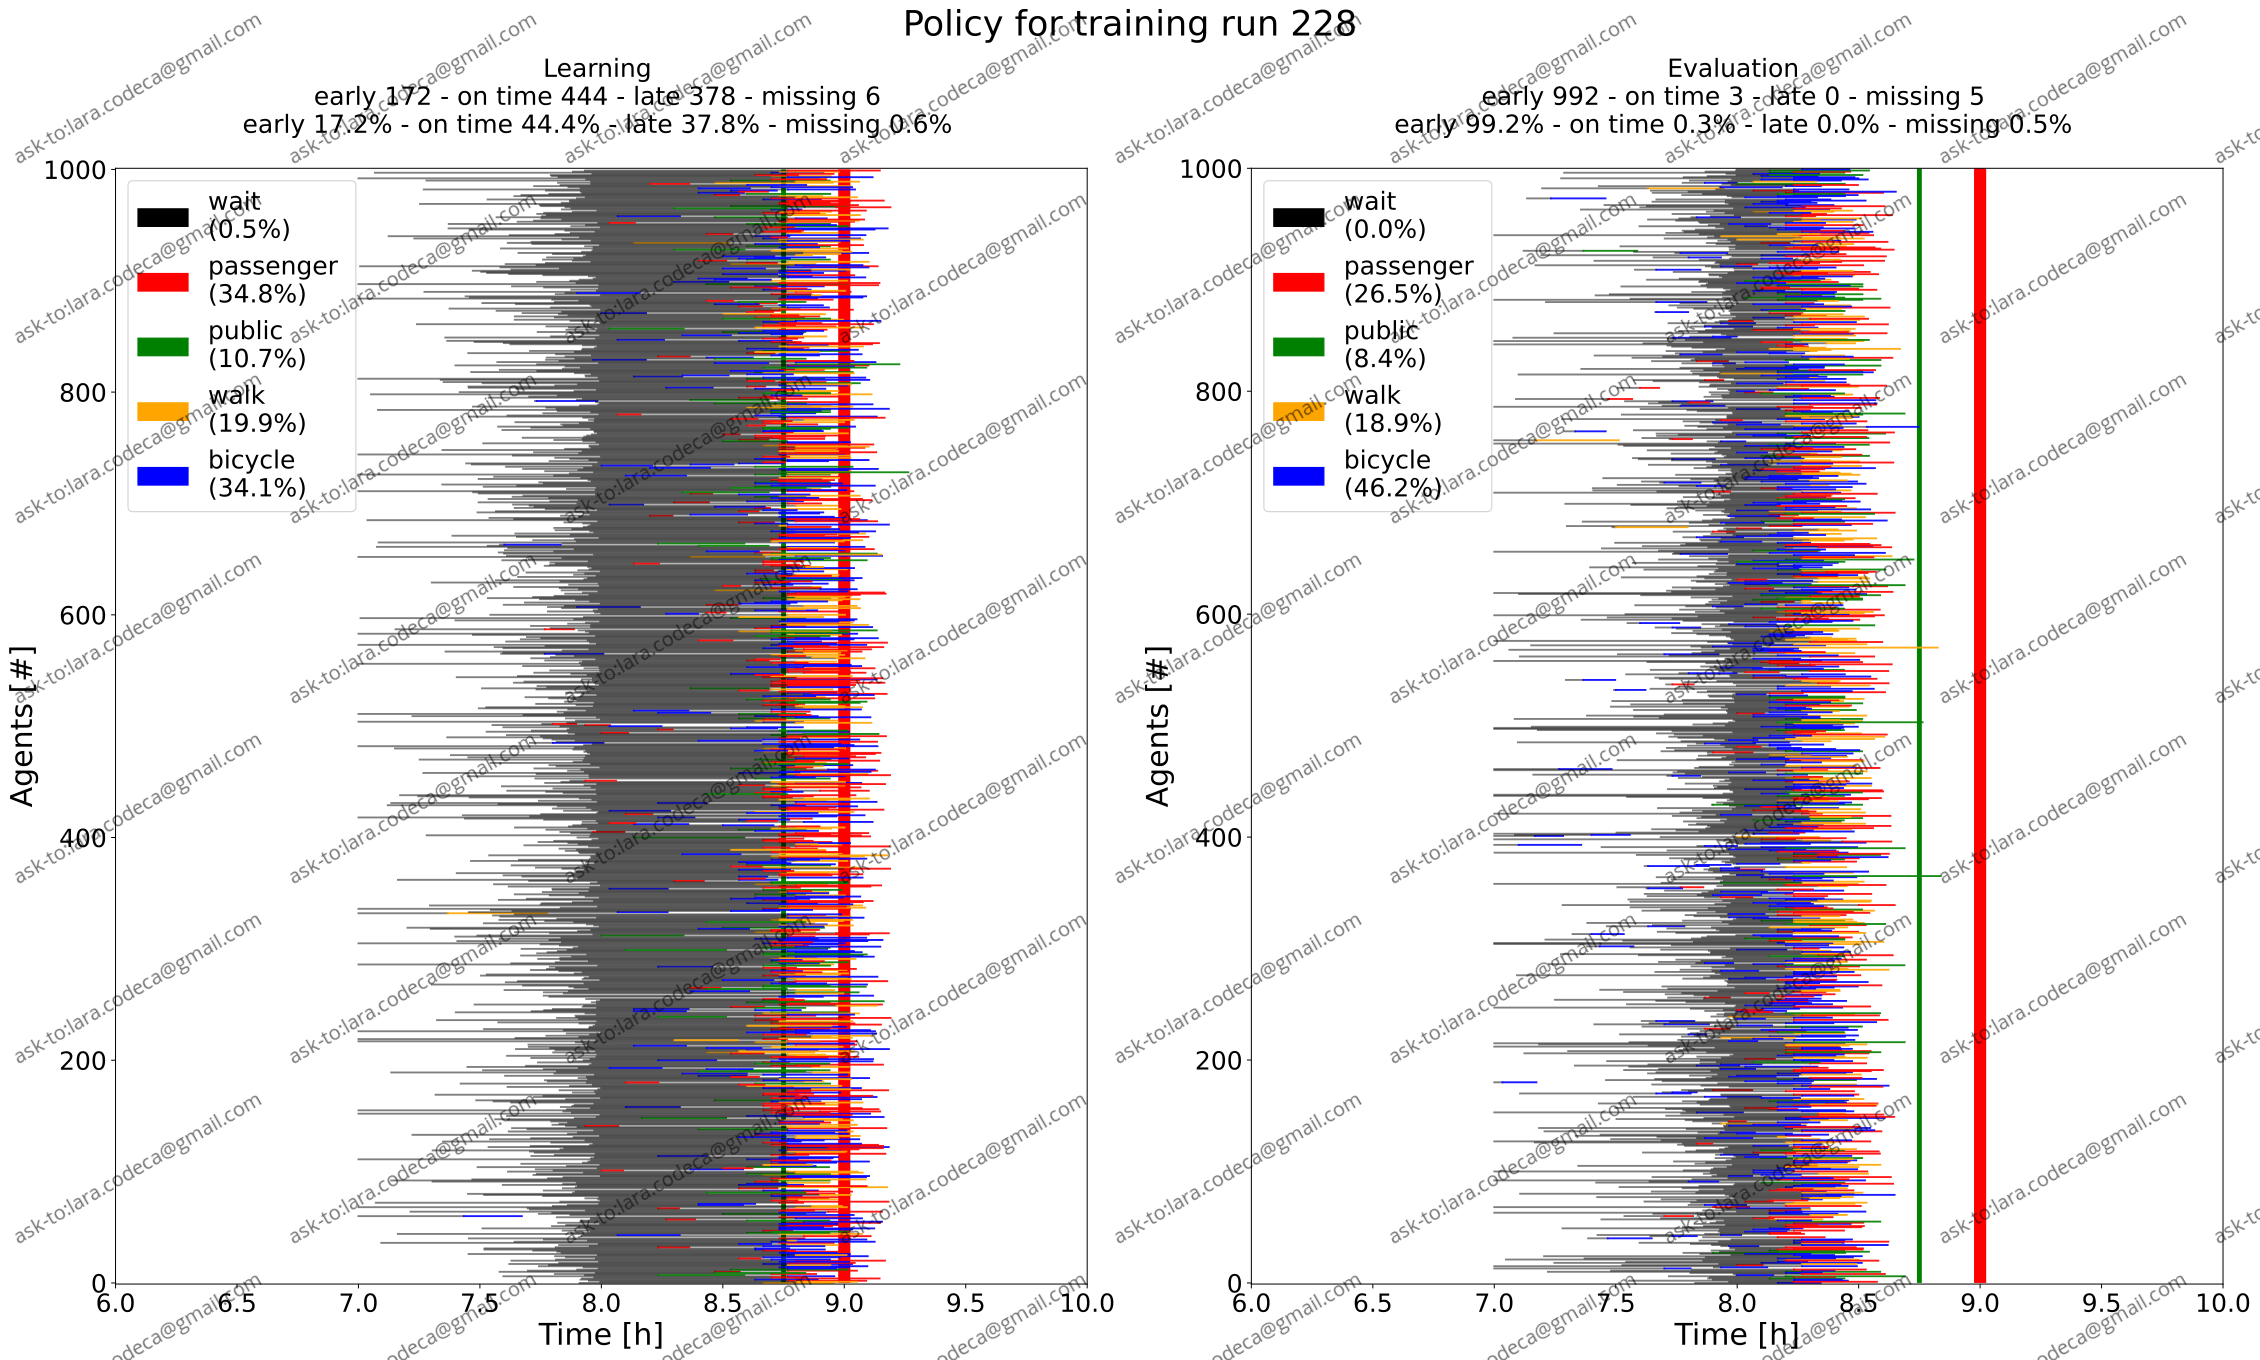 Policy for training run 228
Learning
early 172 - on time 444 - late 378 - missing 6
early 17.2% - on time 44.4% - late 37.8% - missing 0.6%
Evaluation
early 992 - on time 3 - late 0 - missing 5
early 99.2% - on time 0.3% - late 0.0% - missing 0.5%
wait
(0.5%)
passenger
(34.8%)
public
(10.7%)
walk
(19.9%)
bicycle
(34.1%)
Agents [#]
1000
800
600
400
200
0
6.0 6.5 7.0 7.5 8.0 8.5 9.0 9.5 10.0
Time [h]
wait
(0.0%)
passenger
(26.5%)
public
(8.4%)
walk
(18.9%)
bicycle
(46.2%)
Agents [#]
1000
800
600
400
200
0
6.0 6.5 7.0 7.5 8.0 8.5 9.0 9.5 10.0
Time [h]
ask-to:lara.codeca@gmail.com